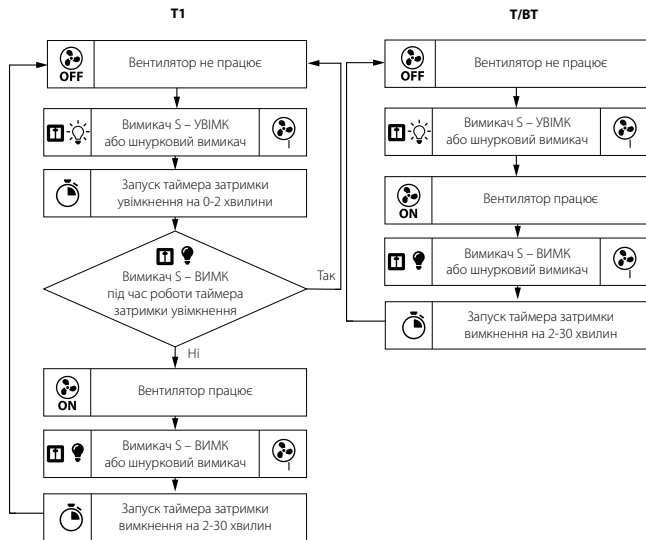 T1
OFF
Вентилятор не працює
Вимикач S – УВІМК
або шнурковий вимикач
Запуск таймера затримки
увімкнення на 0-2 хвилини
Вимикач S – ВИМК
під час роботи таймера
затримки увімкнення
Так
Ні
ON
Вентилятор працює
Вимикач S – ВИМК
або шнурковий вимикач
Запуск таймера затримки
вимкнення на 2-30 хвилин
T/BT
OFF
Вентилятор не працює
Вимикач S – УВІМК
або шнурковий вимикач
ON
Вентилятор працює
Вимикач S – ВИМК
або шнурковий вимикач
Запуск таймера затримки
вимкнення на 2-30 хвилин